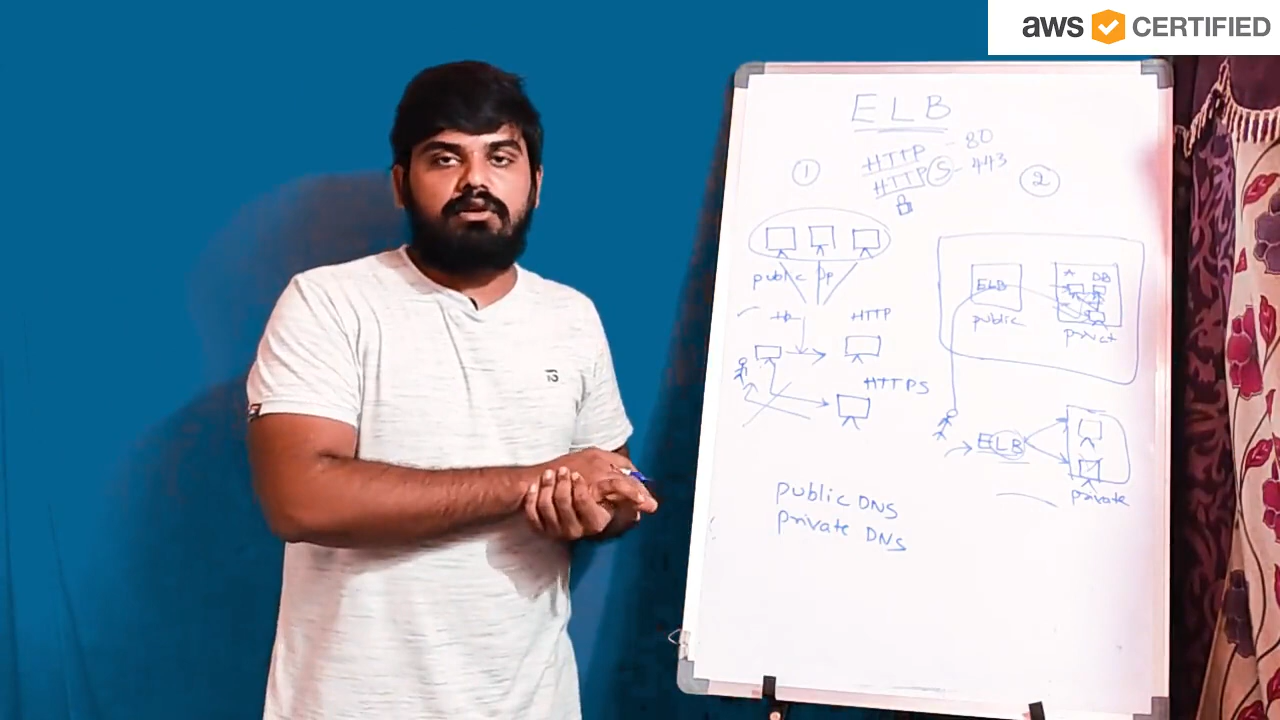 aws CERTIFIED
ELB
HTTP - 80
HTTPS - 443
1
2
public Ip
HTTP
HTTPS
ELB
public
DB
ELB
private
public DNS
private DNS